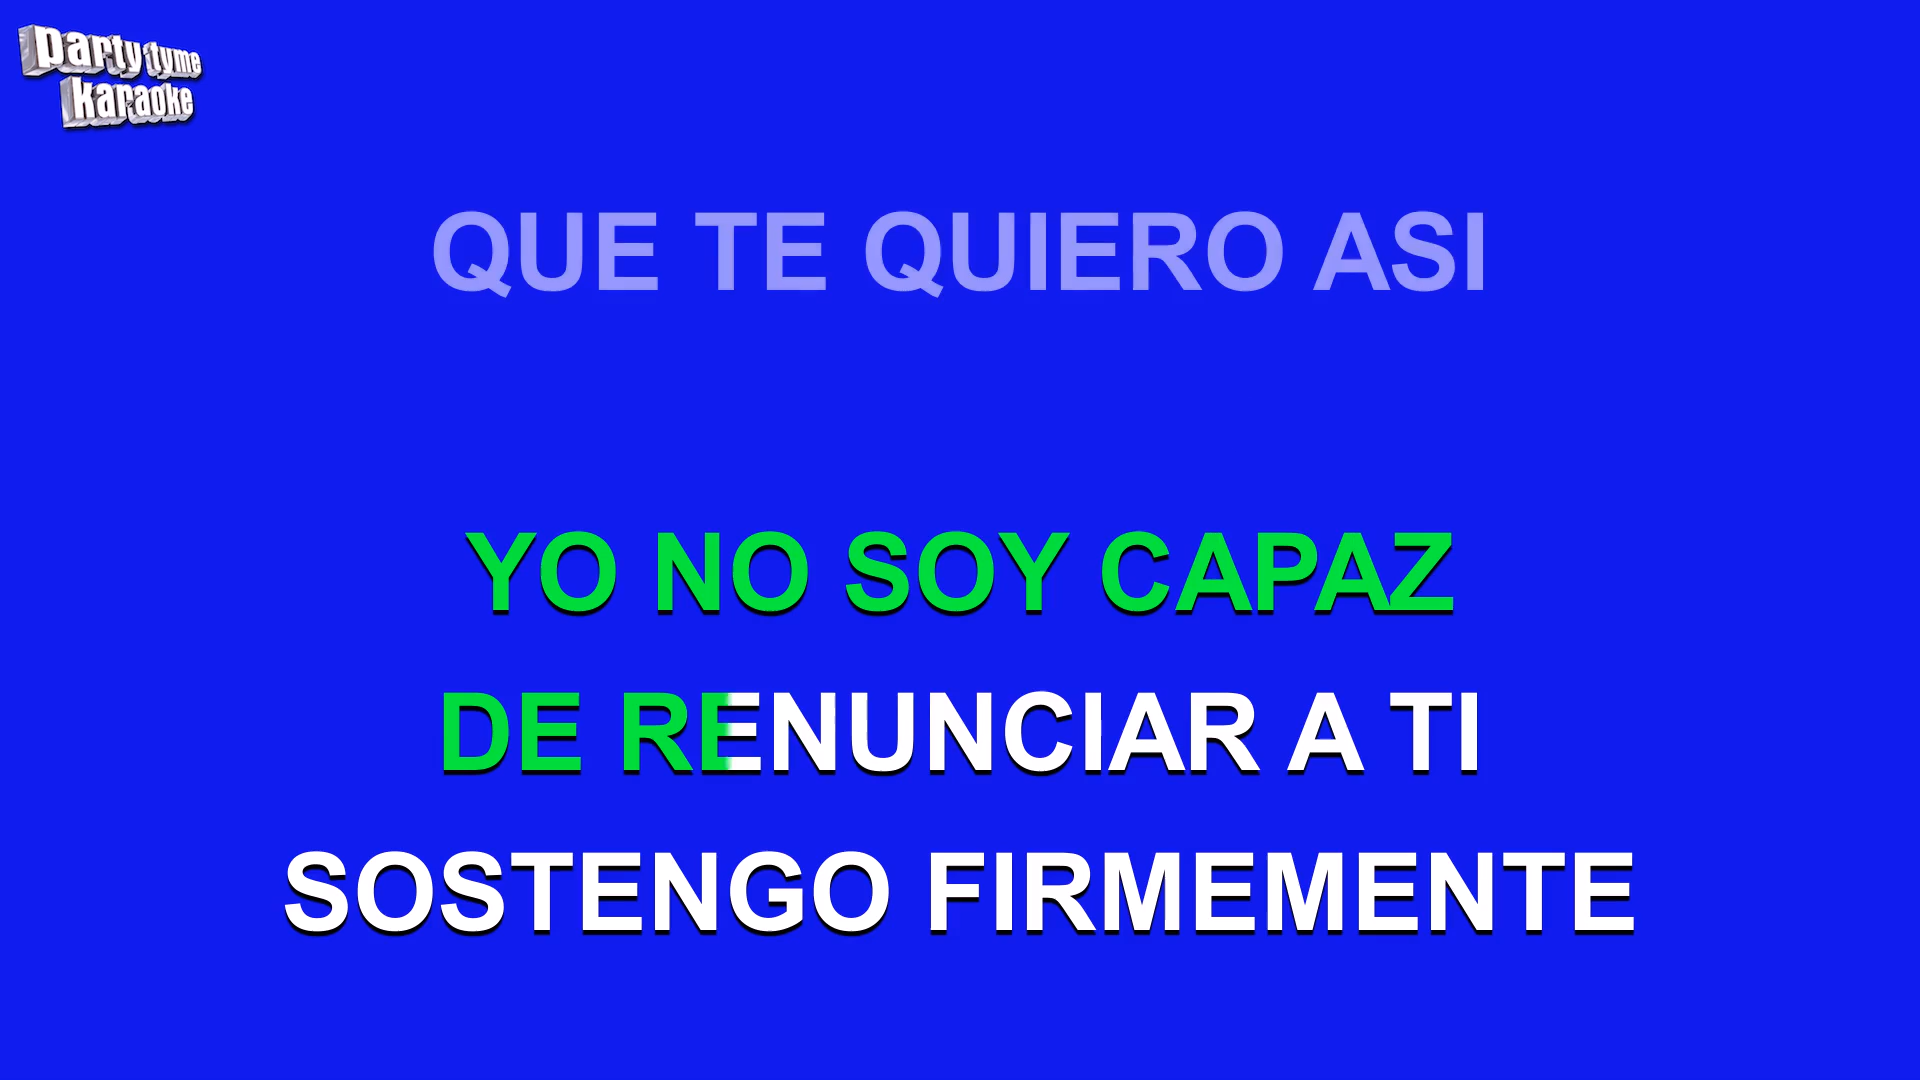 party tyme
karaoke
QUE TE QUIERO ASI
YO NO SOY CAPAZ
DE RENUNCIAR A TI
SOSTENGO FIRMEMENTE